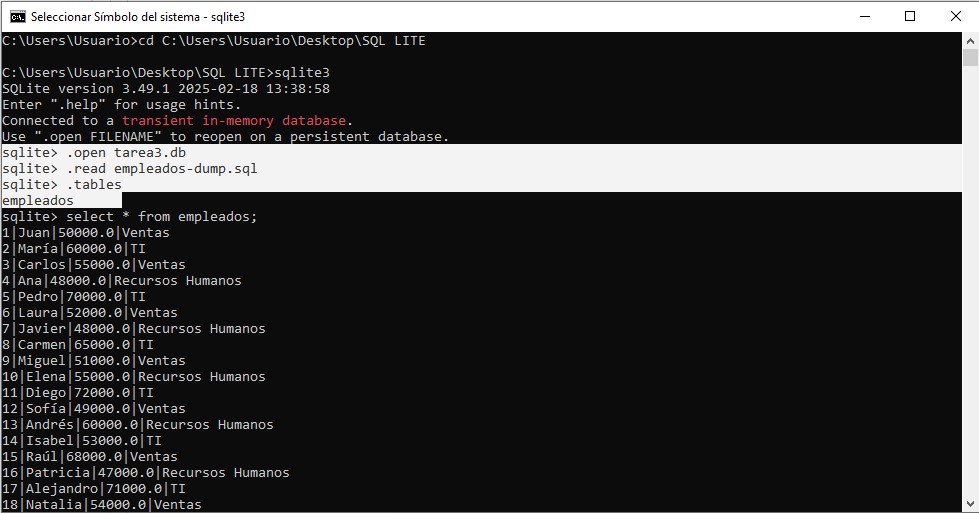 Seleccionar Símbolo del sistema - sqlite3
C:\Users\Usuario>cd C:\Users\Usuario\Desktop\SQL LITE
C:\Users\Usuario\Desktop\SQL LITE>sqlite3
SQLite version 3.49.1 2025-02-18 13:38:58
Enter ".help" for usage hints.
Connected to a transient in-memory database.
Use ".open FILENAME" to reopen on a persistent database.
sqlite> .open tarea3.db
sqlite> .read empleados-dump.sql
sqlite> .tables
empleados
sqlite> select * from empleados;
1|Juan|50000.0|Ventas
2|María|60000.0|TI
3|Carlos|55000.0|Ventas
4|Ana|48000.0|Recursos Humanos
5|Pedro|70000.0|TI
6|Laura|52000.0|Ventas
7|Javier|48000.0|Recursos Humanos
8|Carmen|65000.0|TI
9|Miguel|51000.0|Ventas
10|Elena|55000.0|Recursos Humanos
11|Diego|72000.0|TI
12|Sofía|49000.0|Ventas
13|Andrés|60000.0|Recursos Humanos
14|Isabel|53000.0|TI
15|Raúl|68000.0|Ventas
16|Patricia|47000.0|Recursos Humanos
17|Alejandro|71000.0|TI
18|Natalia|54000.0|Ventas